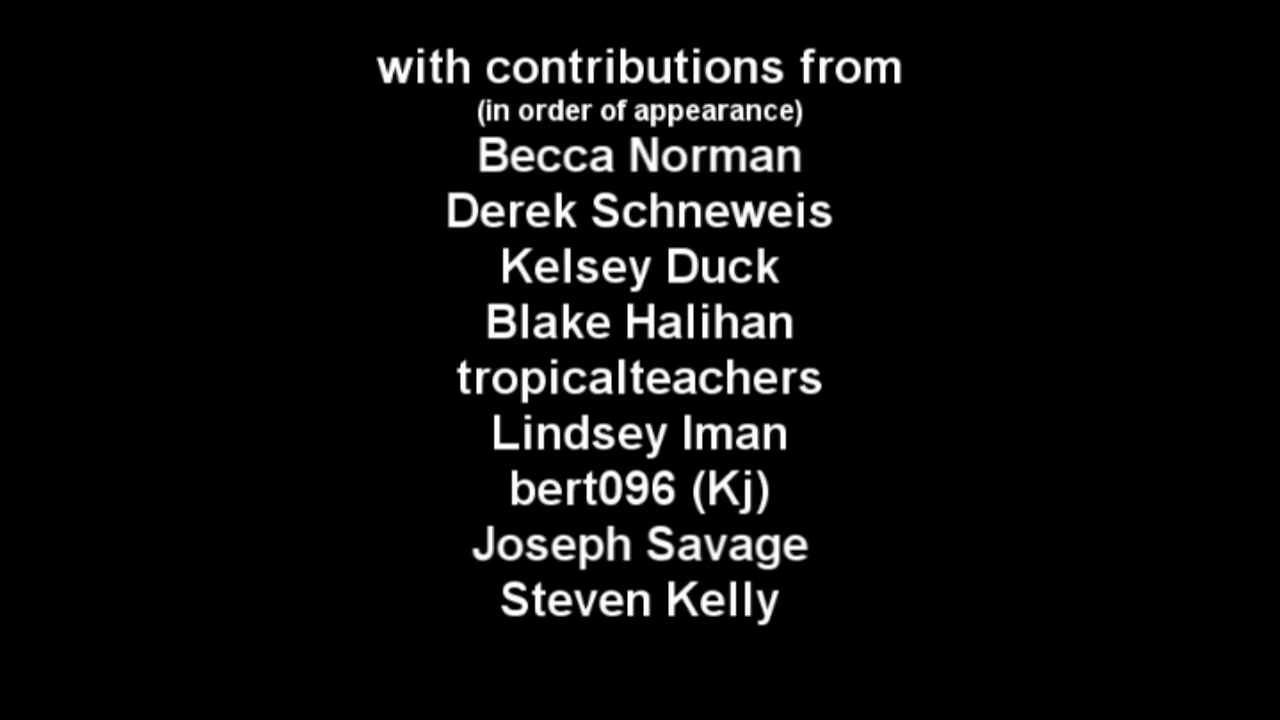 with contributions from
(in order of appearance)
Becca Norman
Derek Schneweis
Kelsey Duck
Blake Halihan
tropicalteachers
Lindsey Iman
bert096 (Kj)
Joseph Savage
Steven Kelly